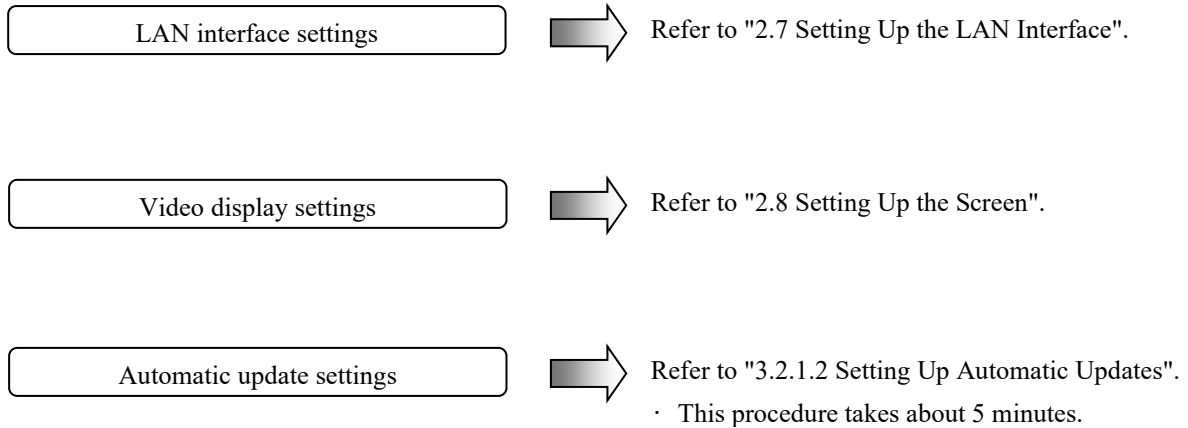 LAN interface settings
Refer to "2.7 Setting Up the LAN Interface".
Video display settings
Refer to "2.8 Setting Up the Screen".
Automatic update settings
Refer to "3.2.1.2 Setting Up Automatic Updates".
· This procedure takes about 5 minutes.